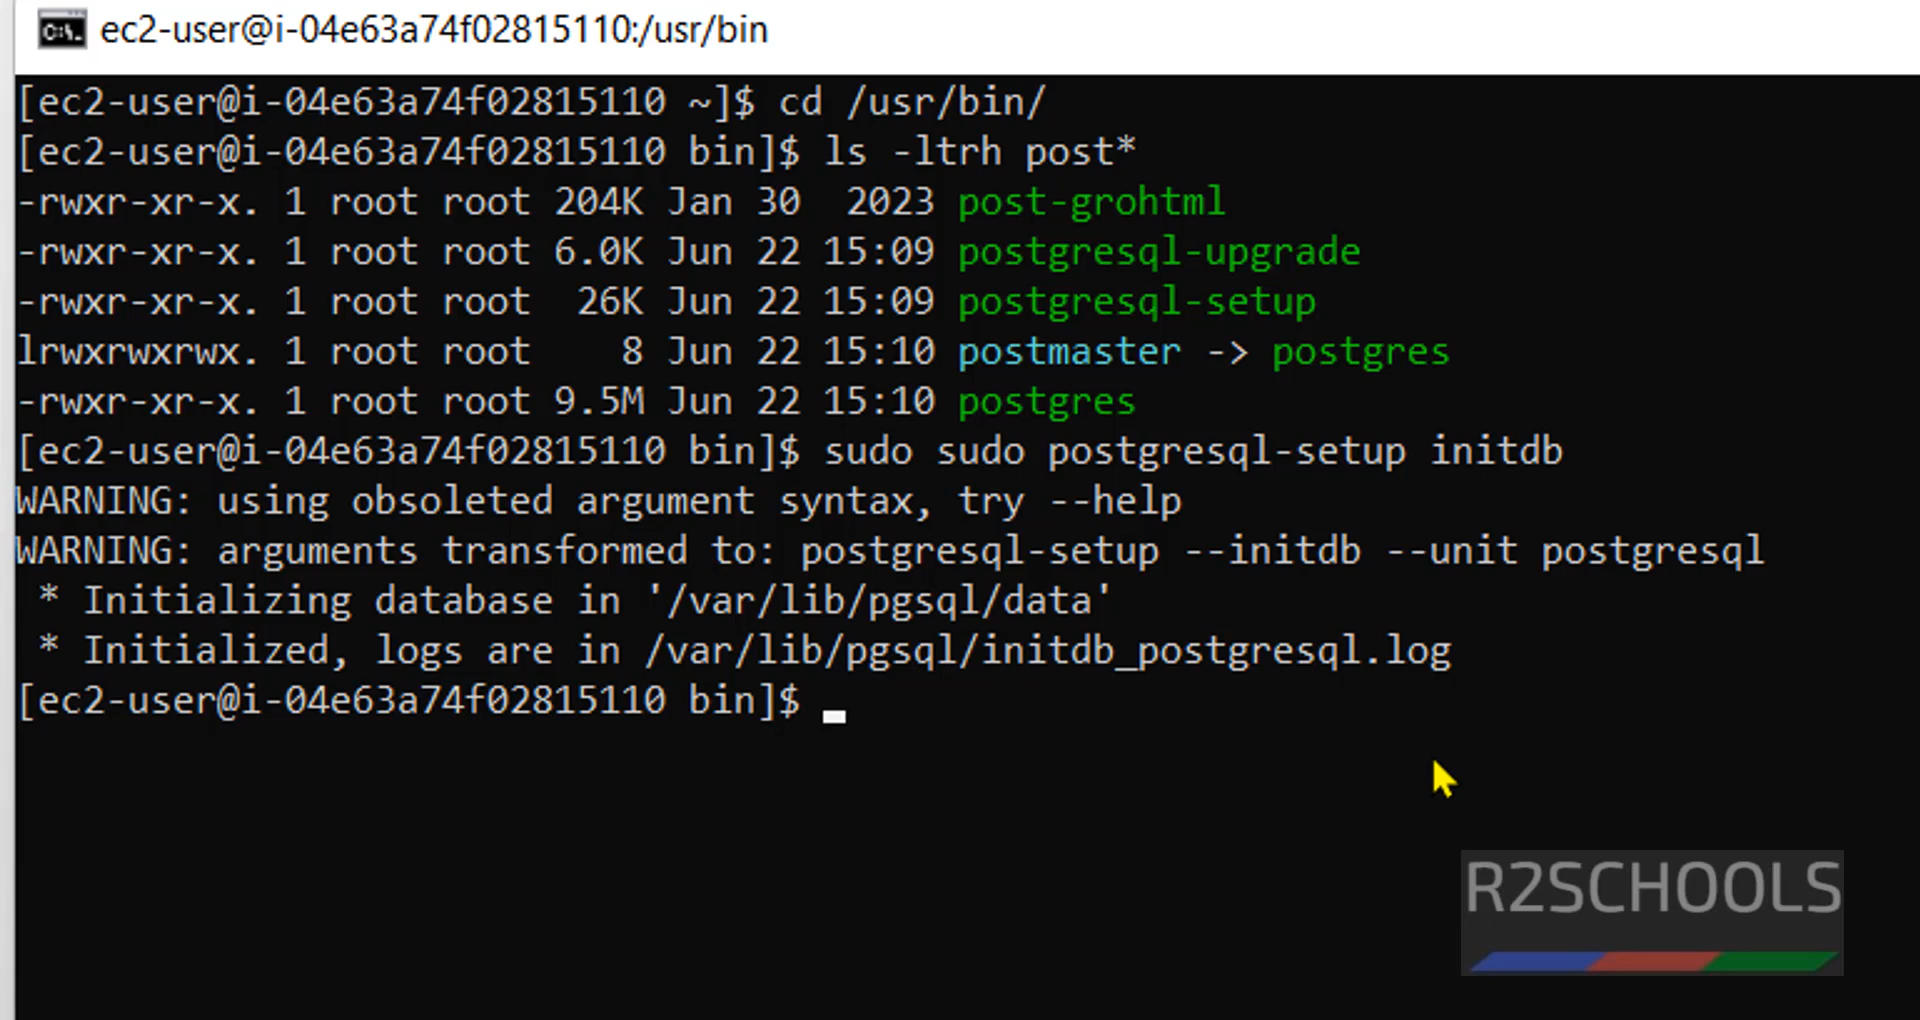 C:\.
ec2-user@i-04e63a74f02815110:/usr/bin
[ec2-user@i-04e63a74f02815110 ~]$ cd /usr/bin/
[ec2-user@i-04e63a74f02815110 bin]$ ls -ltrh post*
-rwxr-xr-x. 1 root root 204K Jan 30  2023 post-grohtml
-rwxr-xr-x. 1 root root 6.0K Jun 22 15:09 postgresql-upgrade
-rwxr-xr-x. 1 root root  26K Jun 22 15:09 postgresql-setup
lrwxrwxrwx. 1 root root    8 Jun 22 15:10 postmaster -> postgres
-rwxr-xr-x. 1 root root 9.5M Jun 22 15:10 postgres
[ec2-user@i-04e63a74f02815110 bin]$ sudo sudo postgresql-setup initdb
WARNING: using obsoleted argument syntax, try --help
WARNING: arguments transformed to: postgresql-setup --initdb --unit postgresql
 * Initializing database in '/var/lib/pgsql/data'
 * Initialized, logs are in /var/lib/pgsql/initdb_postgresql.log
[ec2-user@i-04e63a74f02815110 bin]$
R2SCHOOLS